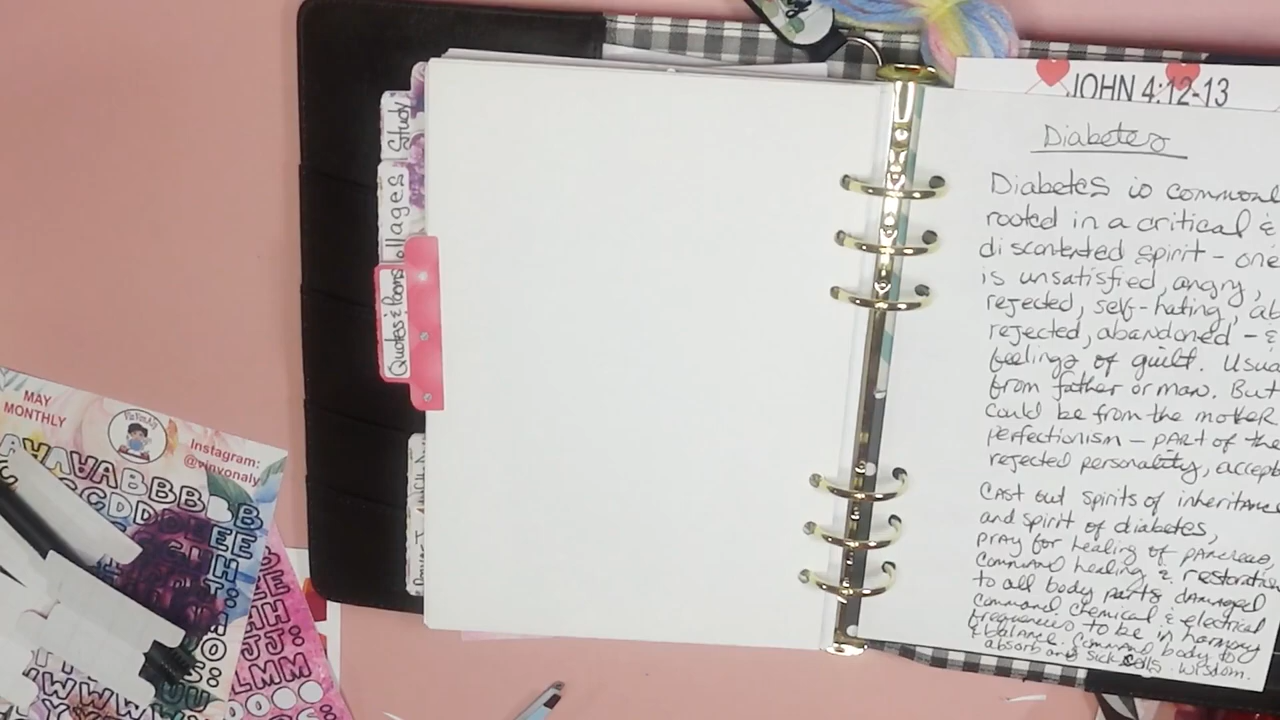 Study
Collages
Quotes & Poems
MAY
MONTHLY
VinYonAly
Instagram:
@vinyonaly
JOHN 4:12-13
Diabetes
Diabetes is commonl
rooted in a critical &
discontented spirit - one
is unsatisfied, angry,
rejected, self-hating, ab
rejected, abandoned - &
feelings of guilt. Usua
from father or man. But
could be from the motheR
perfectionism - pART of the
rejected personality, accept
CAST out spirits of inheritance
and spirit of diabetes,
pray for healing of pancreas,
command healing & restoratio
to all body parts damaged
command chemical & electrical
frequencies to be in harmony
& balance. Command body to
absorb any sick cells. wisdom.